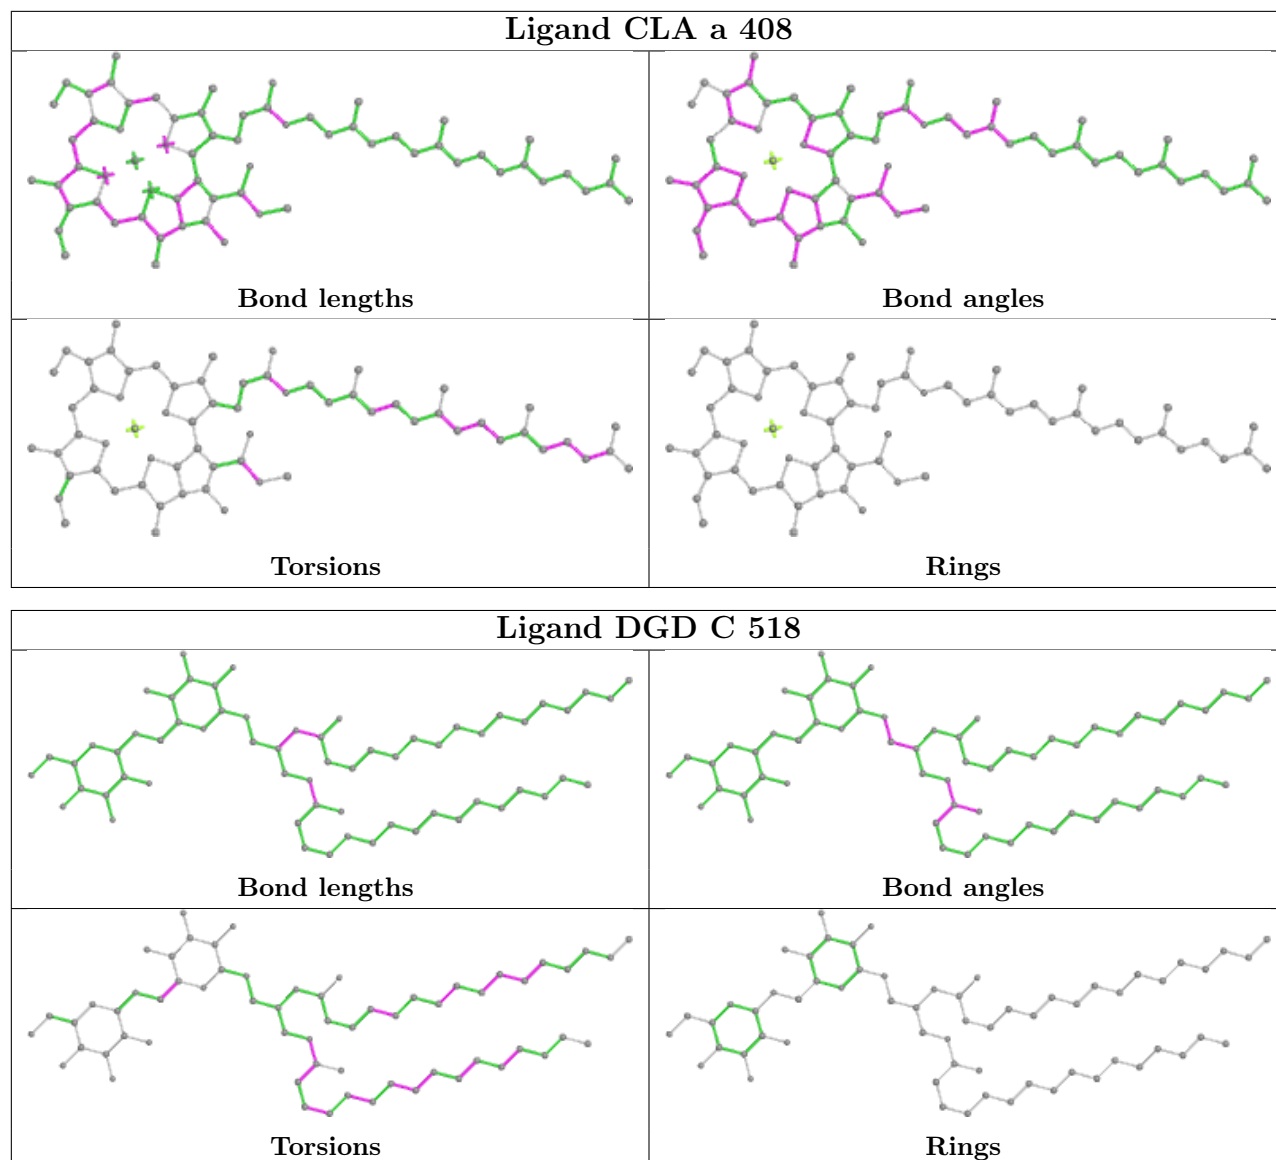 Ligand CLA a 408
Bond lengths
Bond angles
Torsions
Rings
Ligand DGD C 518
Bond lengths
Bond angles
Torsions
Rings